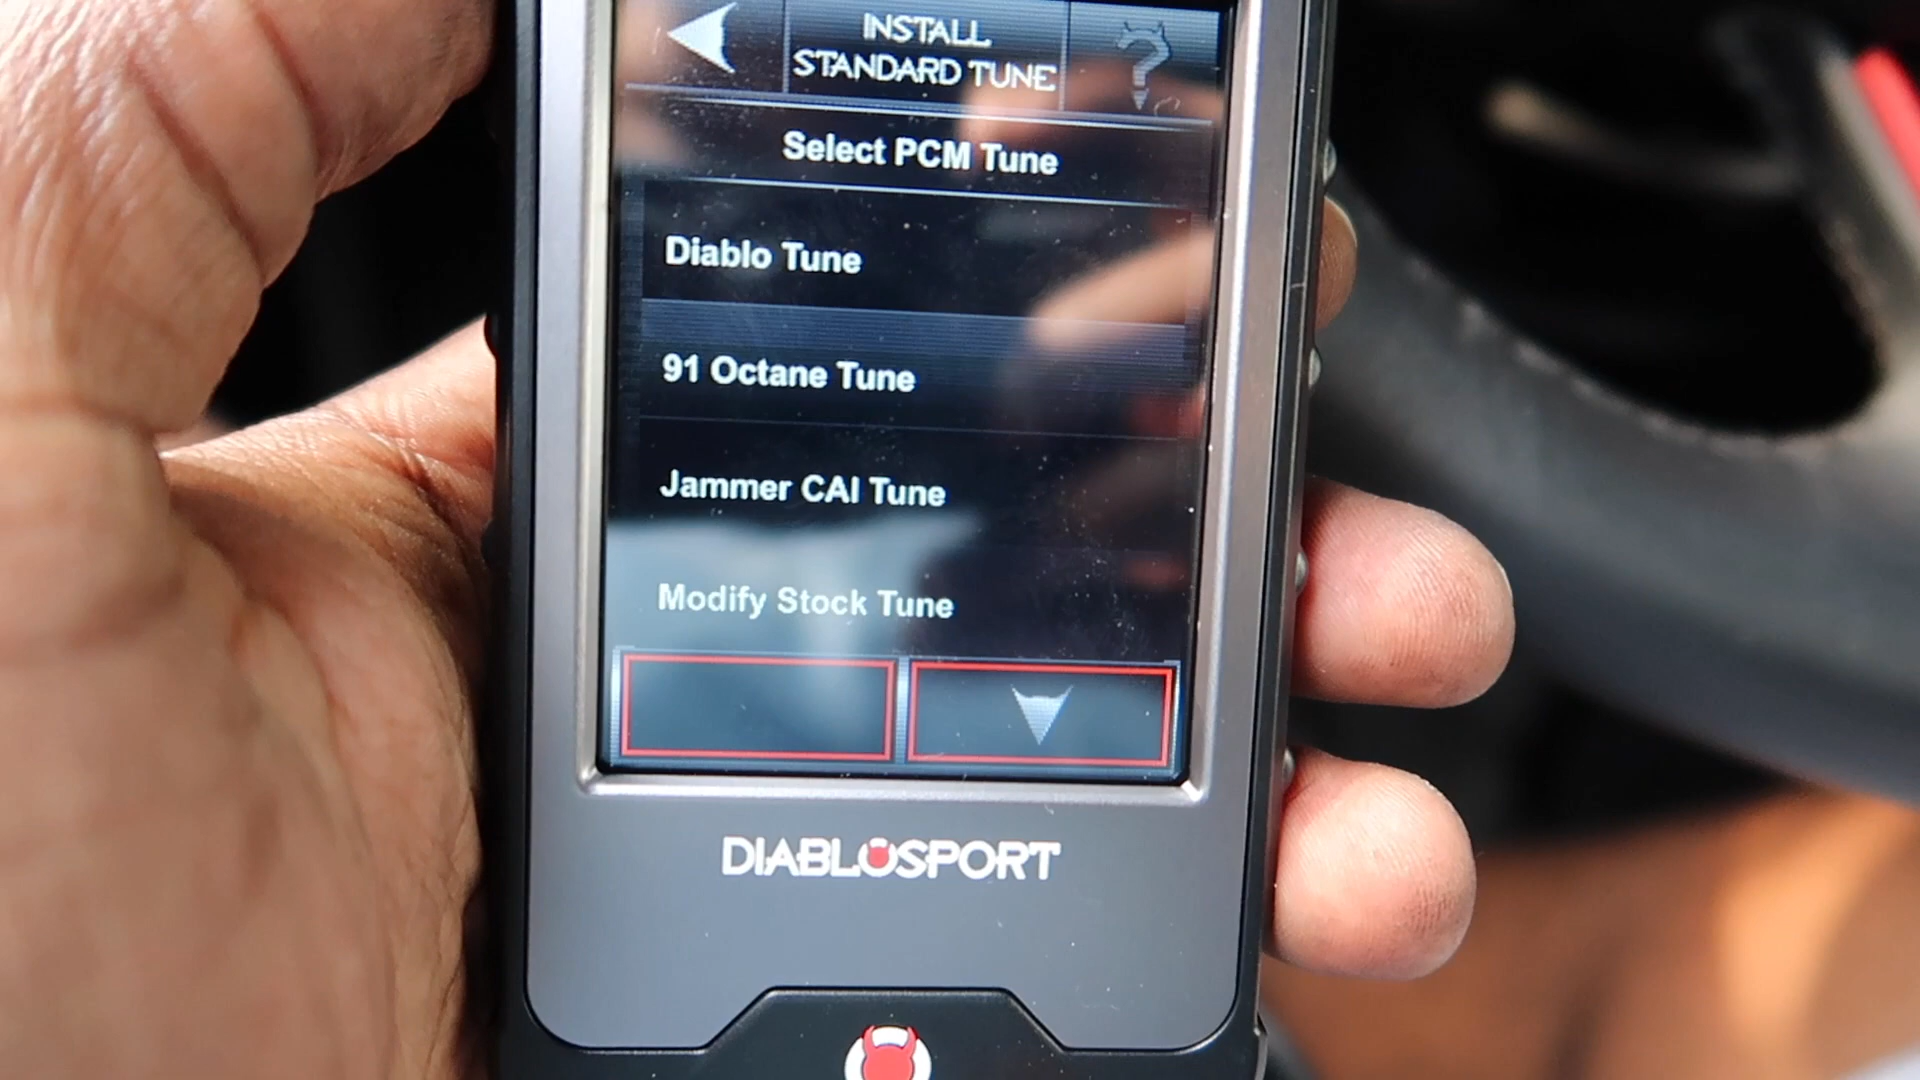 INSTALL
STANDARD TUNE
Select PCM Tune
Diablo Tune
91 Octane Tune
Jammer CAI Tune
Modify Stock Tune
DIABLOSPORT